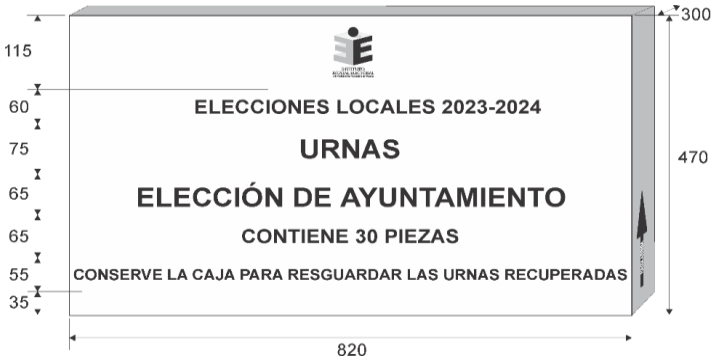 300
115
60
ELECCIONES LOCALES 2023-2024
75
URNAS
470
65
ELECCIÓN DE AYUNTAMIENTO
65
CONTIENE 30 PIEZAS
55
CONSERVE LA CAJA PARA RESGUARDAR LAS URNAS RECUPERADAS
35
820